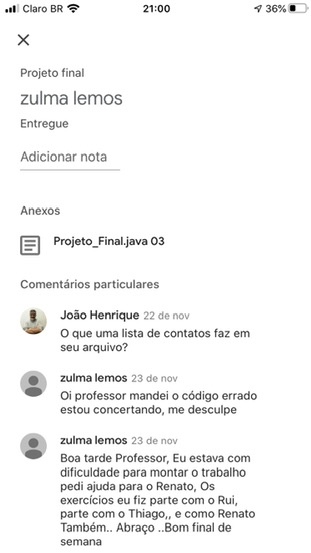 Claro BR 21:00 36%
Projeto final
zulma lemos
Entregue
Adicionar nota
Anexos
Projeto_Final.java 03
Comentários particulares
João Henrique 22 de nov
O que uma lista de contatos faz em
seu arquivo?
zulma lemos 23 de nov
Oi professor mandei o código errado
estou concertando, me desculpe
zulma lemos 23 de nov
Boa tarde Professor, Eu estava com
dificuldade para montar o trabalho
pedi ajuda para o Renato, Os
exercícios eu fiz parte com o Rui,
parte com o Thiago,, e como Renato
Também.. Abraço ..Bom final de
semana